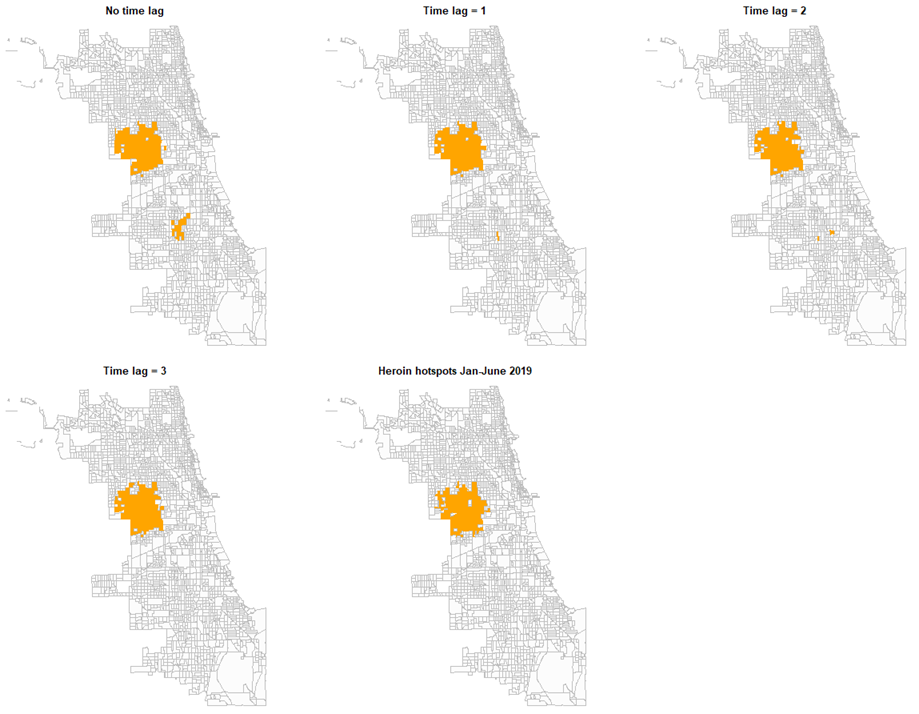 No time lag
Time lag = 1
Time lag = 2
Time lag = 3
Heroin hotspots Jan-June 2019